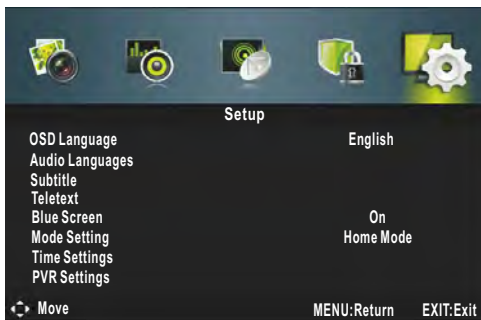 Setup
OSD Language English
Audio Languages
Subtitle
Teletext
Blue Screen On
Mode Setting Home Mode
Time Settings
PVR Settings
Move MENU:Return EXIT:Exit